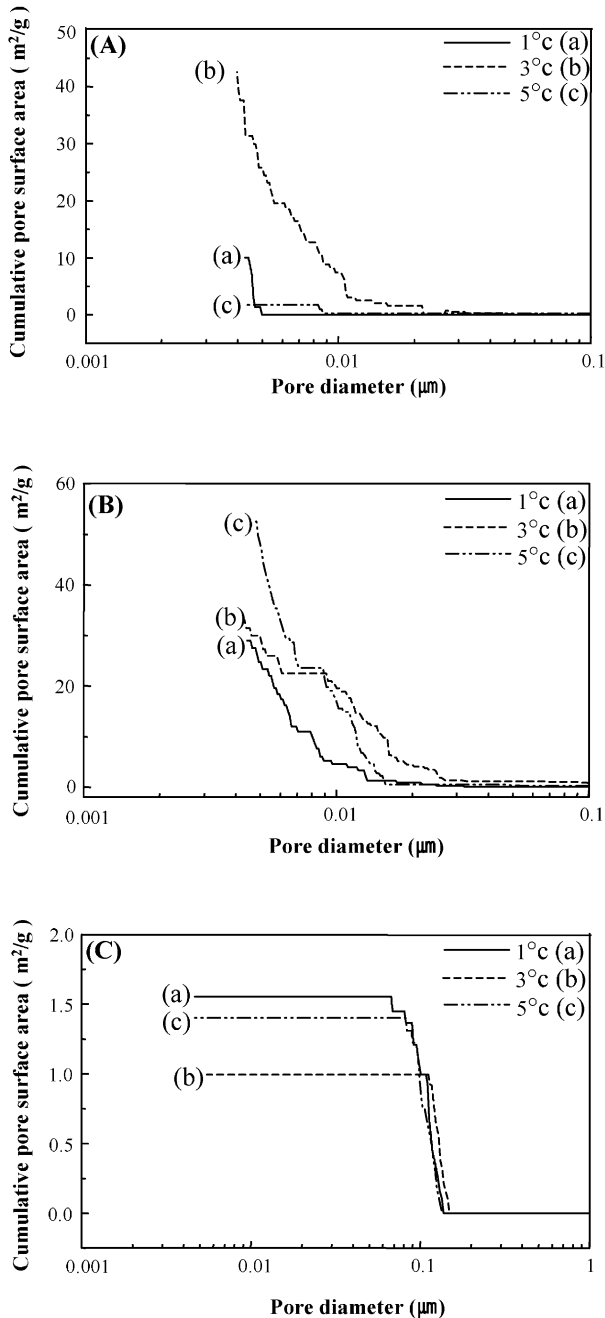 (A)
Cumulative pore surface area ( m²/g )
50
40
30
20
10
0
1°c (a)
3°c (b)
5°c (c)
(b)
(a)
(c)
0.001
0.01
0.1
Pore diameter (㎛)
(B)
Cumulative pore surface area ( m²/g )
60
40
20
0
1°c (a)
3°c (b)
5°c (c)
(c)
(b)
(a)
0.001
0.01
0.1
Pore diameter (㎛)
(C)
Cumulative pore surface area ( m²/g )
2.0
1.5
1.0
0.5
0.0
1°c (a)
3°c (b)
5°c (c)
(a)
(c)
(b)
0.001
0.01
0.1
1
Pore diameter (㎛)